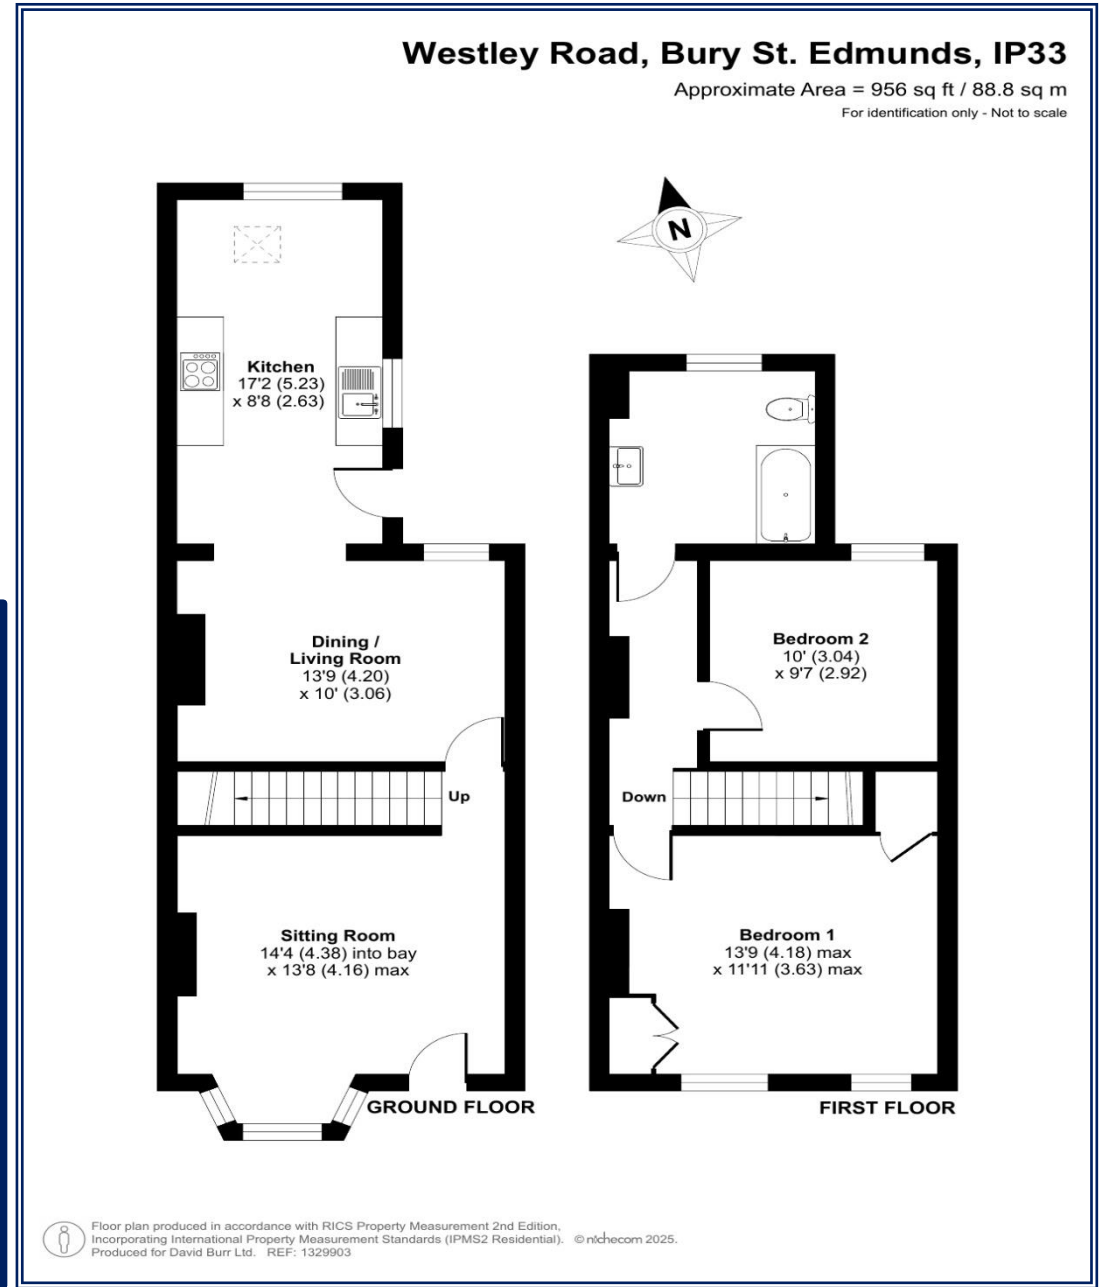 Westley Road, Bury St. Edmunds, IP33
Approximate Area = 956 sq ft / 88.8 sq m
For identification only - Not to scale
N
Kitchen
17'2 (5.23)
x 8'8 (2.63)
Dining /
Living Room
13'9 (4.20)
x 10' (3.06)
Up
Sitting Room
14'4 (4.38) into bay
x 13'8 (4.16) max
GROUND FLOOR
Bedroom 2
10' (3.04)
x 9'7 (2.92)
Down
Bedroom 1
13'9 (4.18) max
x 11'11 (3.63) max
FIRST FLOOR
Floor plan produced in accordance with RICS Property Measurement 2nd Edition,
Incorporating International Property Measurement Standards (IPMS2 Residential). © nichecom 2025.
Produced for David Burr Ltd. REF: 1329903